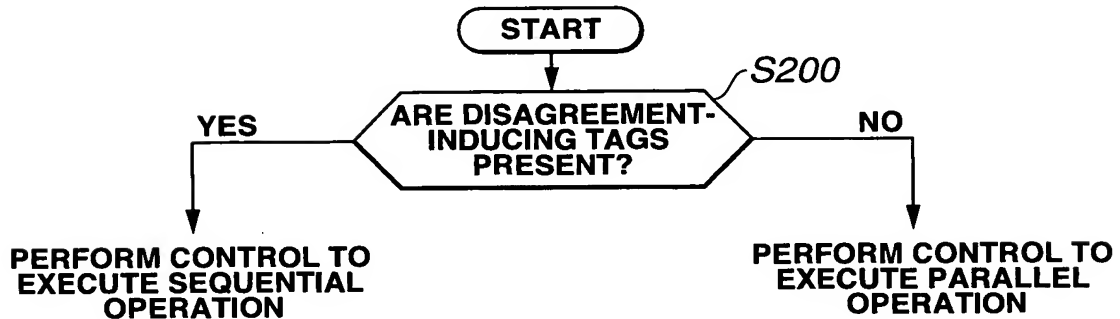 START
S200
ARE DISAGREEMENT-
INDUCING TAGS
PRESENT?
YES
NO
PERFORM CONTROL TO
EXECUTE SEQUENTIAL
OPERATION
PERFORM CONTROL TO
EXECUTE PARALLEL
OPERATION